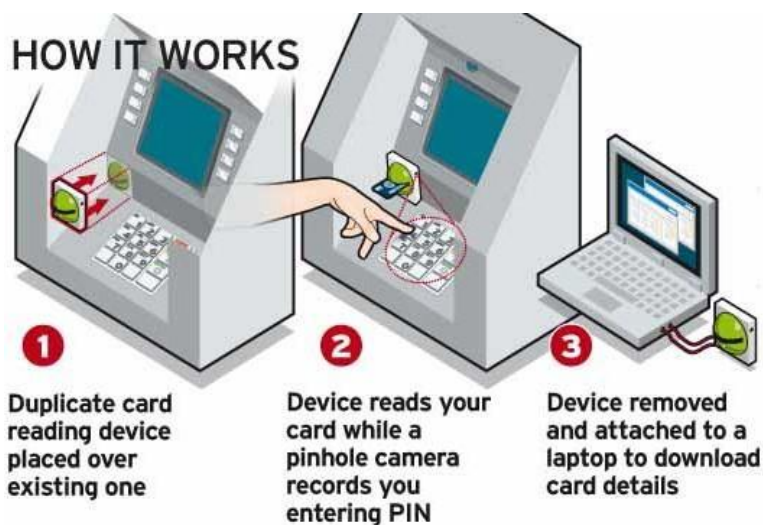 HOW IT WORKS
1
Duplicate card
reading device
placed over
existing one
2
Device reads your
card while a
pinhole camera
records you
entering PIN
3
Device removed
and attached to a
laptop to download
card details